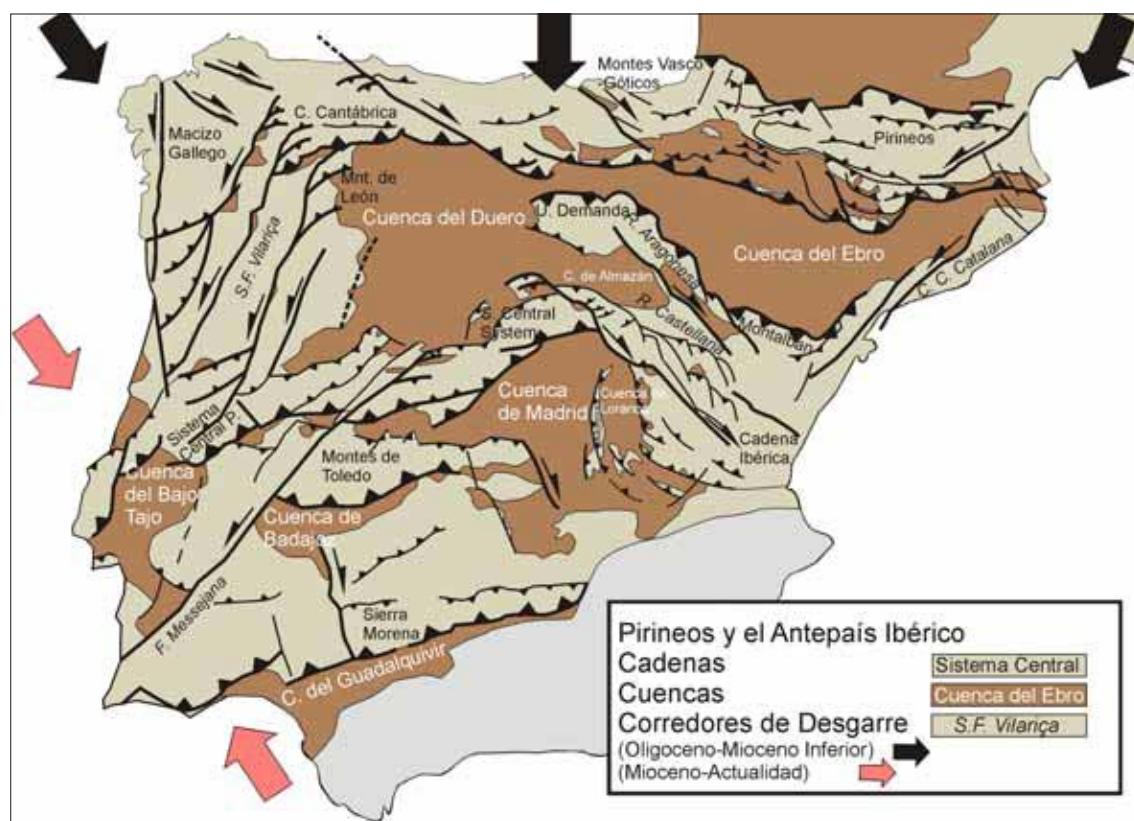 Montes Vasco
-Góticos
C. Cantábrica
Macizo
Gallego
Pirineos
Mnt. de
León
Cuenca del Duero
U. Demanda
S.F. Vilariça
R. Aragonesa
Cuenca del Ebro
C. C. Catalana
C. de Almazán
R. Castellana
Montalbán
S. Central
System
Cuenca
de Madrid
Cuenca de
Loranca
Sistema
Central P.
Cadena
Ibérica
Montes de
Toledo
Cuenca
del Bajo
Tajo
Cuenca de
Badajoz
F. Messejana
Sierra
Morena
C. del Guadalquivir
Pirineos y el Antepaís Ibérico
Cadenas Sistema Central
Cuencas Cuenca del Ebro
Corredores de Desgarre S.F. Vilariça
(Oligoceno-Mioceno Inferior)
(Mioceno-Actualidad)